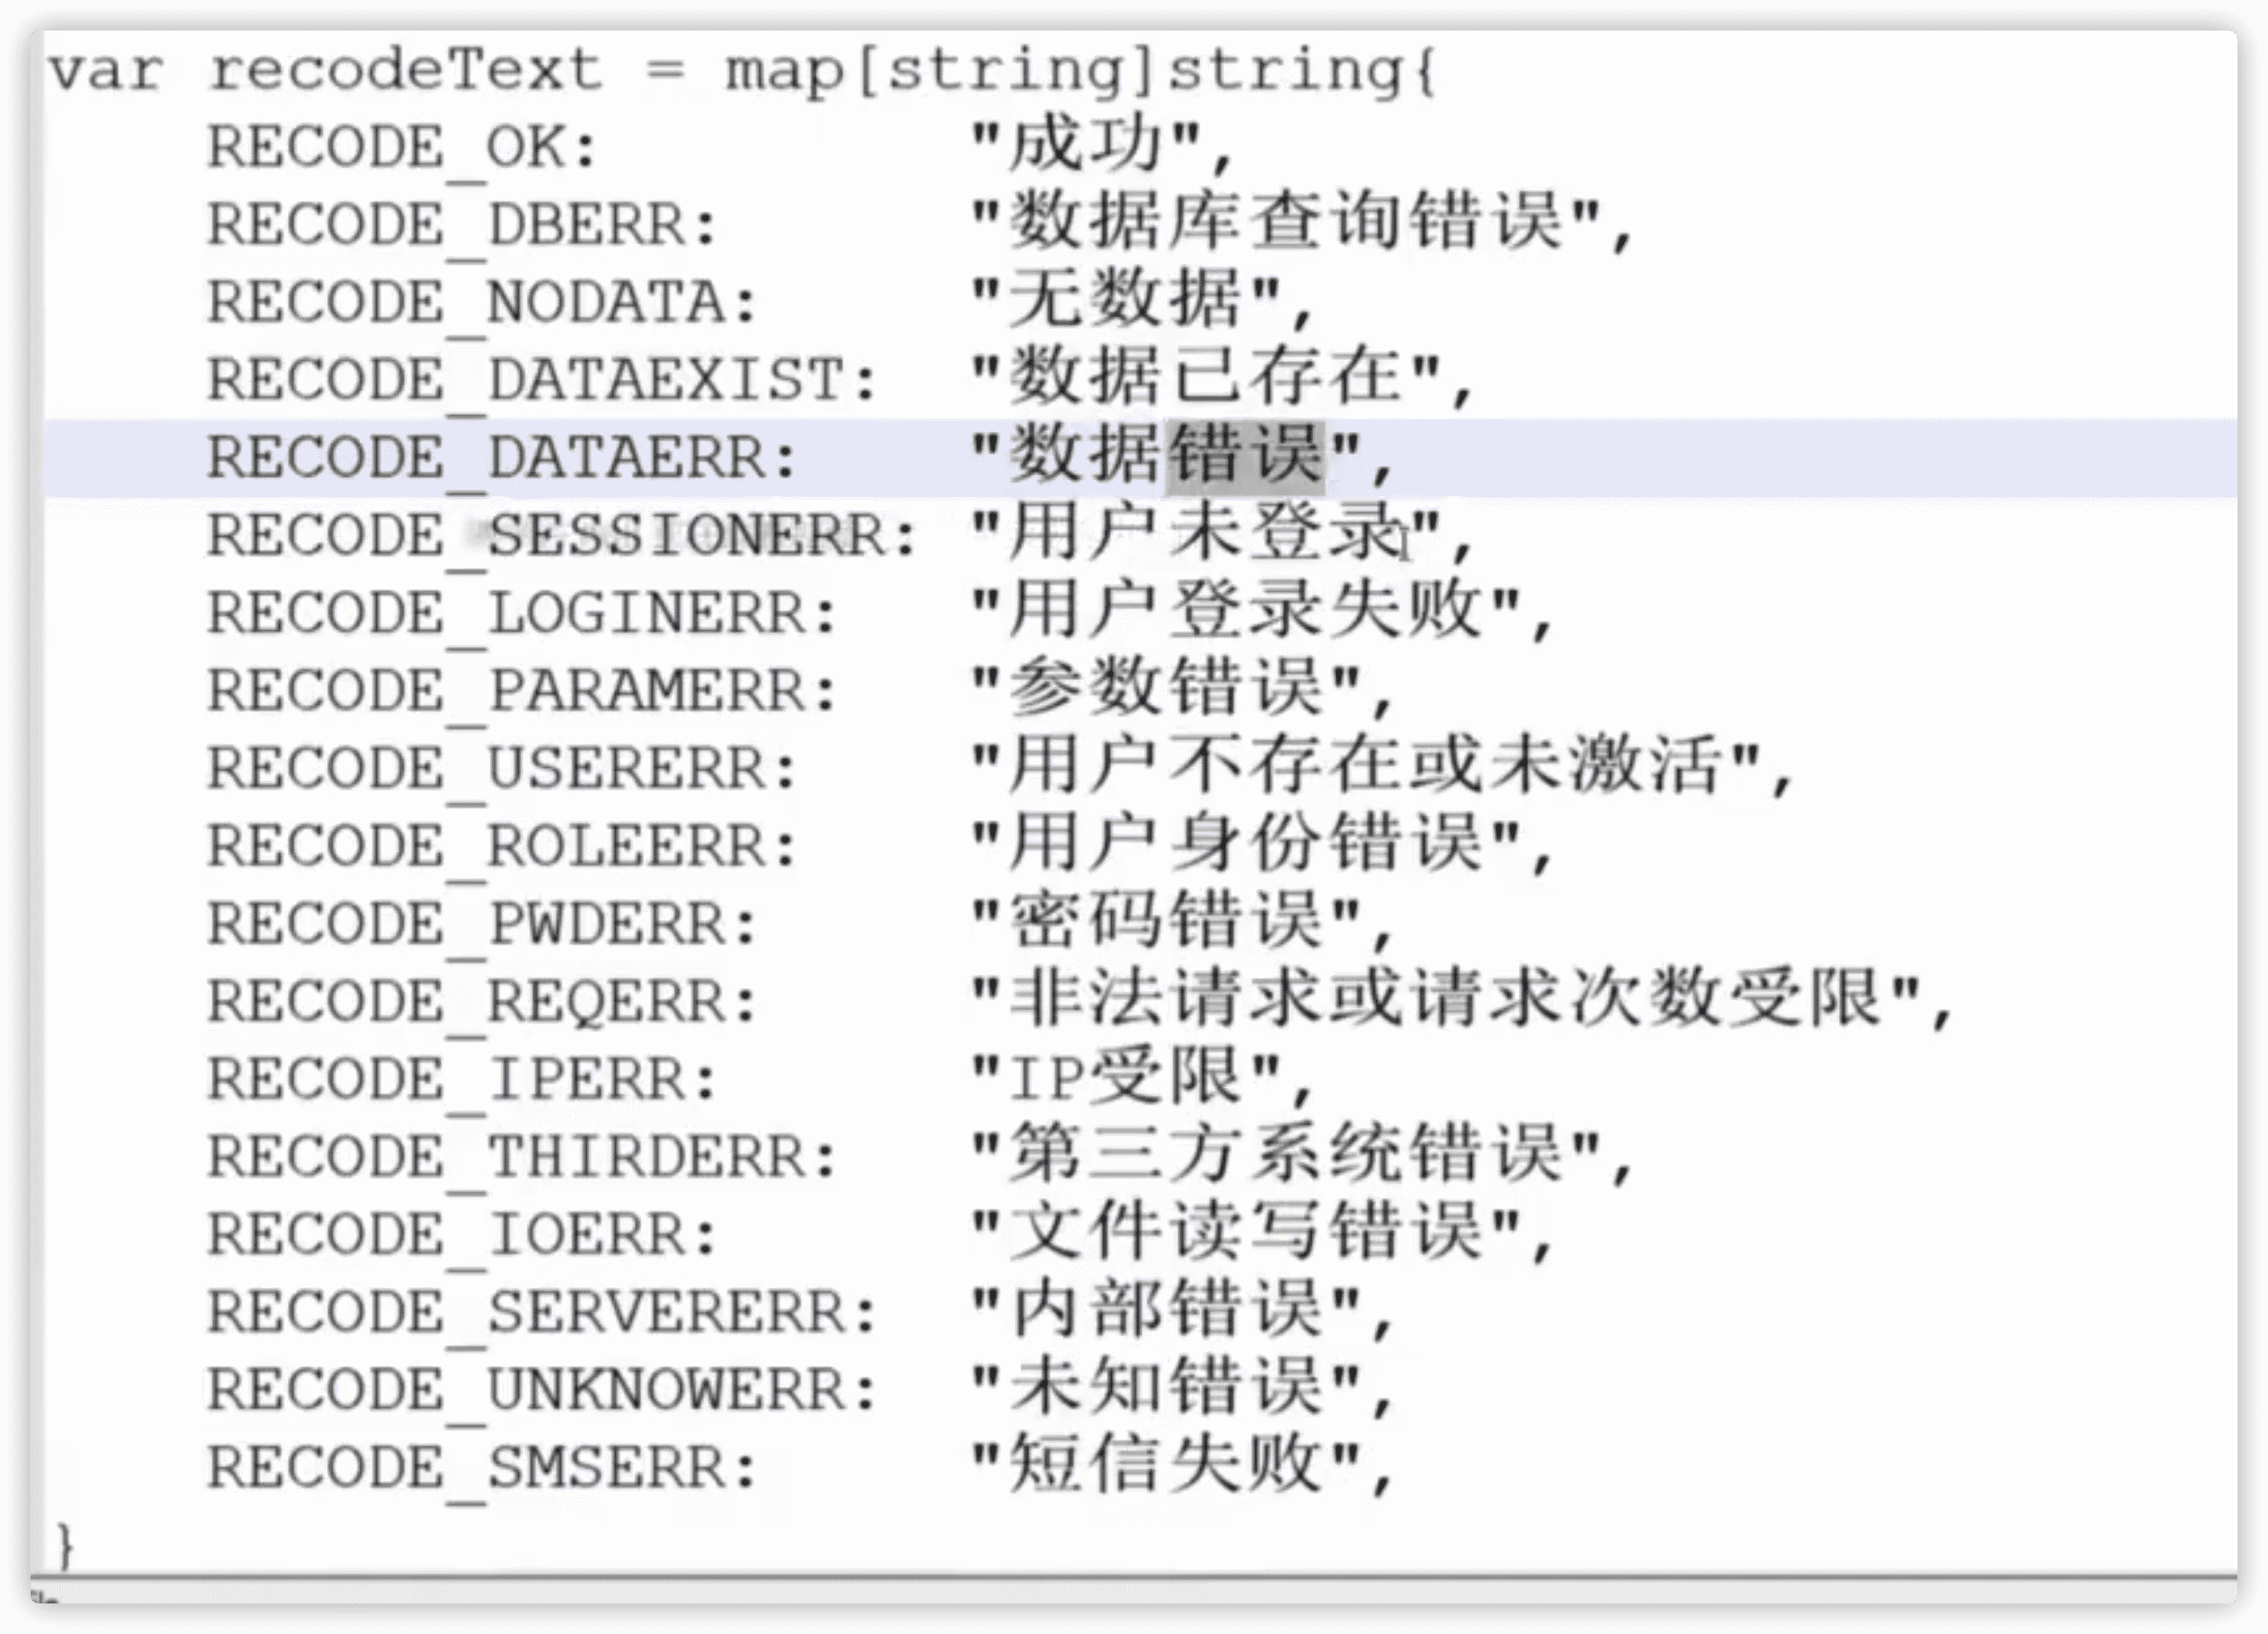 var recodeText = map[string]string{
    RECODE_OK:         "成功",
    RECODE_DBERR:      "数据库查询错误",
    RECODE_NODATA:     "无数据",
    RECODE_DATAEXIST:  "数据已存在",
    RECODE_DATAERR:    "数据错误",
    RECODE_SESSIONERR: "用户未登录",
    RECODE_LOGINERR:   "用户登录失败",
    RECODE_PARAMERR:   "参数错误",
    RECODE_USERERR:    "用户不存在或未激活",
    RECODE_ROLEERR:    "用户身份错误",
    RECODE_PWDERR:     "密码错误",
    RECODE_REQERR:     "非法请求或请求次数受限",
    RECODE_IPERR:      "IP受限",
    RECODE_THIRDERR:   "第三方系统错误",
    RECODE_IOERR:      "文件读写错误",
    RECODE_SERVERERR:  "内部错误",
    RECODE_UNKNOWERR:  "未知错误",
    RECODE_SMSERR:     "短信失败",
}